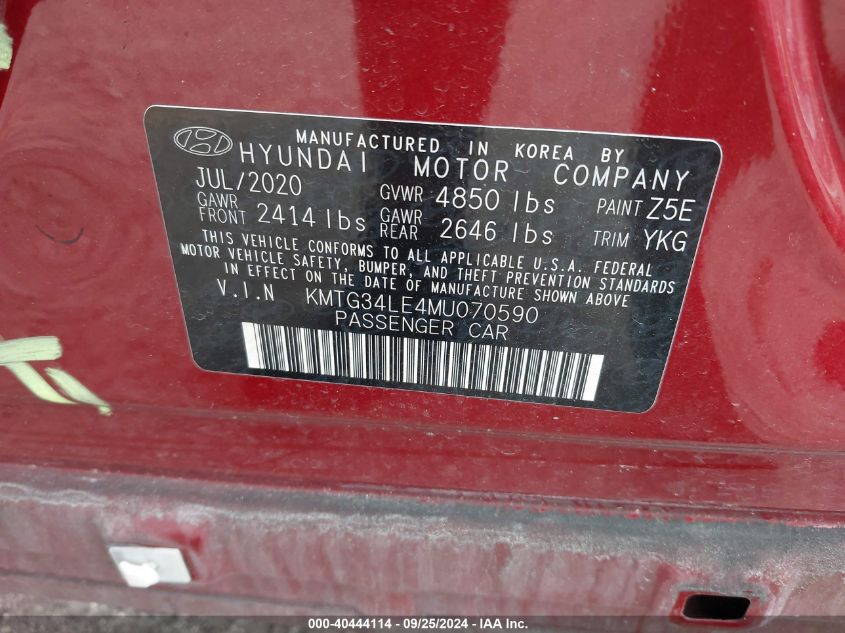 MANUFACTURED IN KOREA BY
HYUNDAI MOTOR COMPANY
JUL/2020 GVWR 4850 lbs PAINT Z5E
GAWR FRONT 2414 lbs GAWR REAR 2646 lbs TRIM YKG
THIS VEHICLE CONFORMS TO ALL APPLICABLE U.S.A. FEDERAL
MOTOR VEHICLE SAFETY, BUMPER, AND THEFT PREVENTION STANDARDS
IN EFFECT ON THE DATE OF MANUFACTURE SHOWN ABOVE
V.I.N KMTG34LE4MU070590
PASSENGER CAR
000-40444114 - 09/25/2024 - IAA Inc.